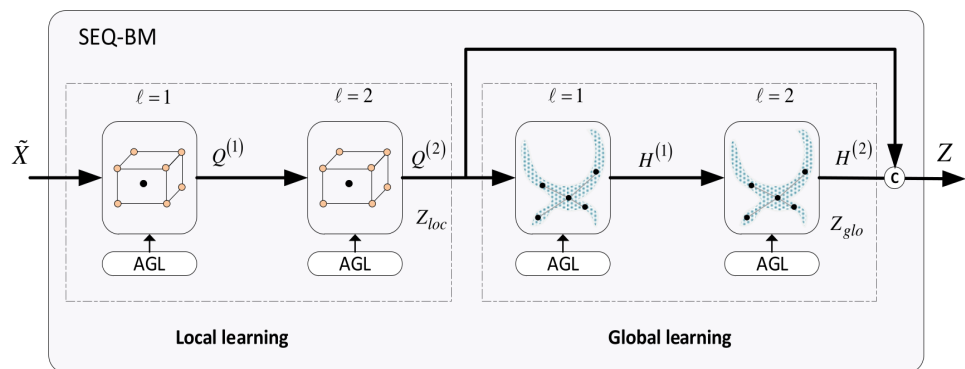 SEQ-BM
ℓ = 1
ℓ = 2
ℓ = 1
ℓ = 2
X̃
Q^(1)
Q^(2)
H^(1)
H^(2)
Z
C
Z_loc
Z_glo
AGL
AGL
AGL
AGL
Local learning
Global learning